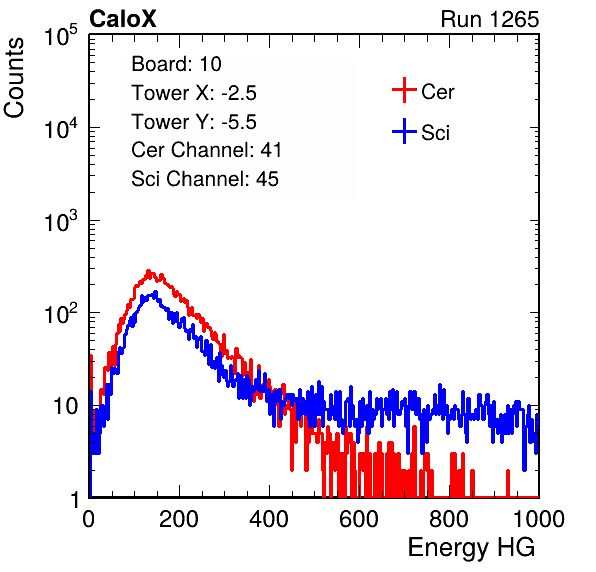 CaloX Run 1265
Counts
10^5
10^4
10^3
10^2
10
1
Board: 10
Tower X: -2.5
Tower Y: -5.5
Cer Channel: 41
Sci Channel: 45
Cer
Sci
0 200 400 600 800 1000
Energy HG